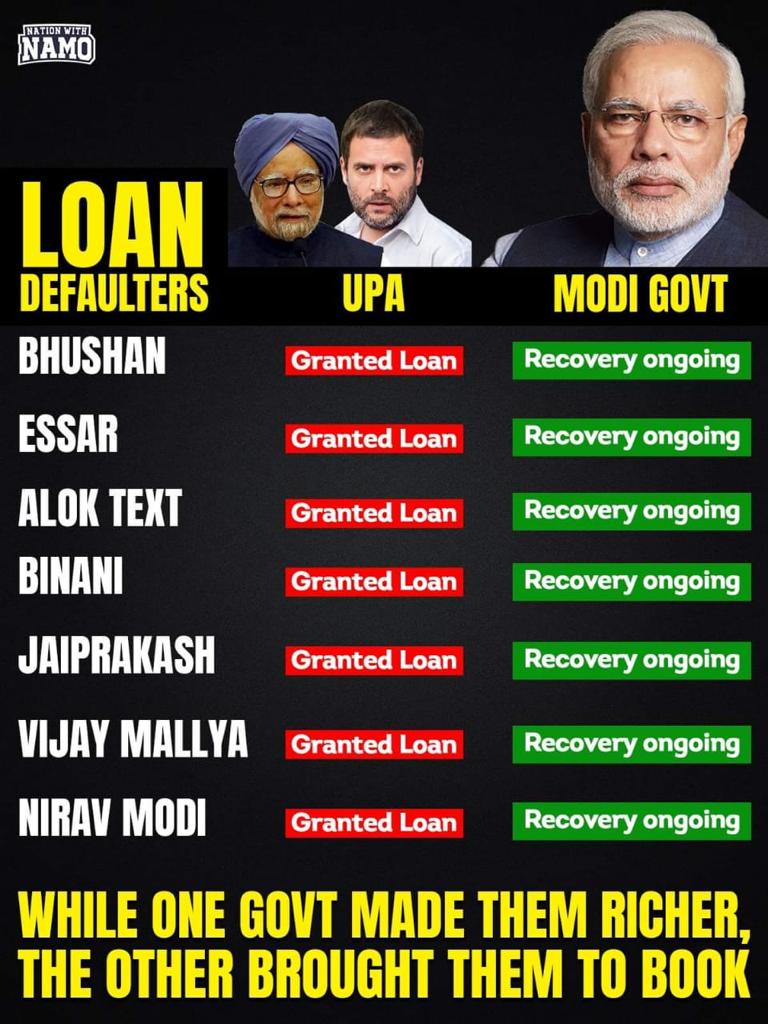 NATION WITH
NAMO
LOAN
DEFAULTERS
UPA
MODI GOVT
BHUSHAN Granted Loan Recovery ongoing
ESSAR Granted Loan Recovery ongoing
ALOK TEXT Granted Loan Recovery ongoing
BINANI Granted Loan Recovery ongoing
JAIPRAKASH Granted Loan Recovery ongoing
VIJAY MALLYA Granted Loan Recovery ongoing
NIRAV MODI Granted Loan Recovery ongoing
WHILE ONE GOVT MADE THEM RICHER,
THE OTHER BROUGHT THEM TO BOOK